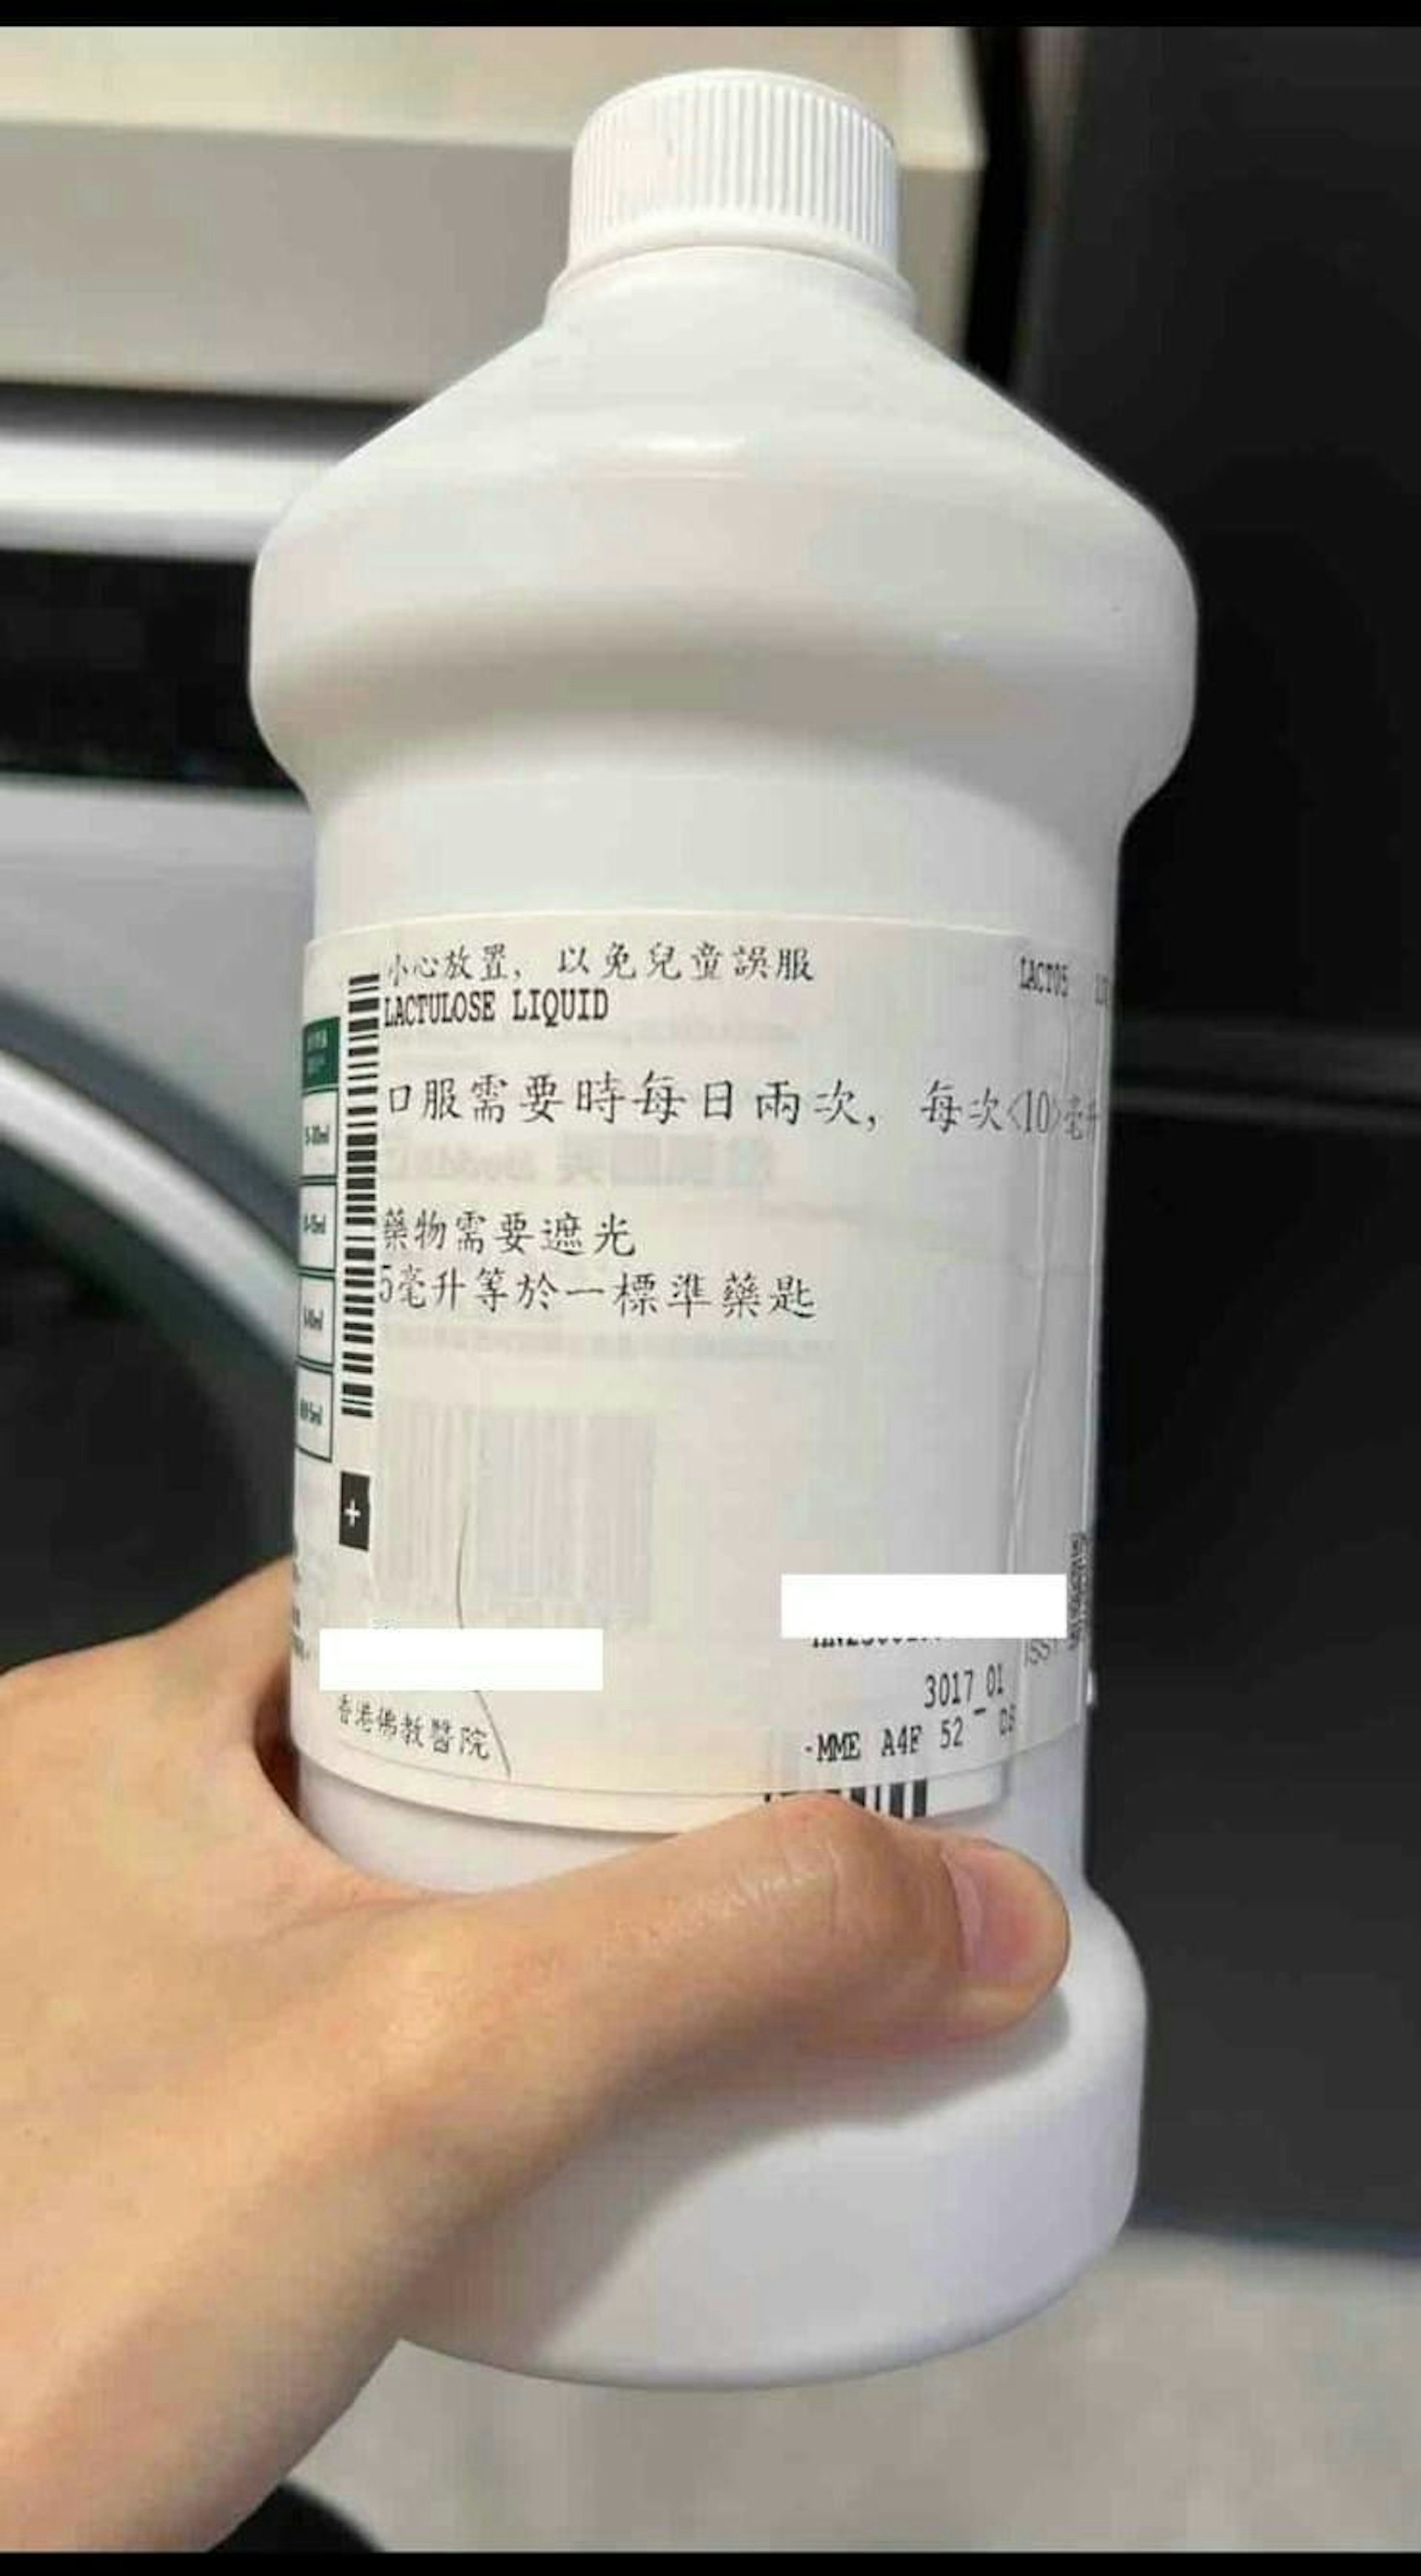 小心放置，以免兒童誤服
LACTULOSE LIQUID
LACT05
口服需要時每日兩次，每次<10>毫升
藥物需要遮光
5毫升等於一標準藥匙
3017_01
香港佛教醫院
-MME A4F 52